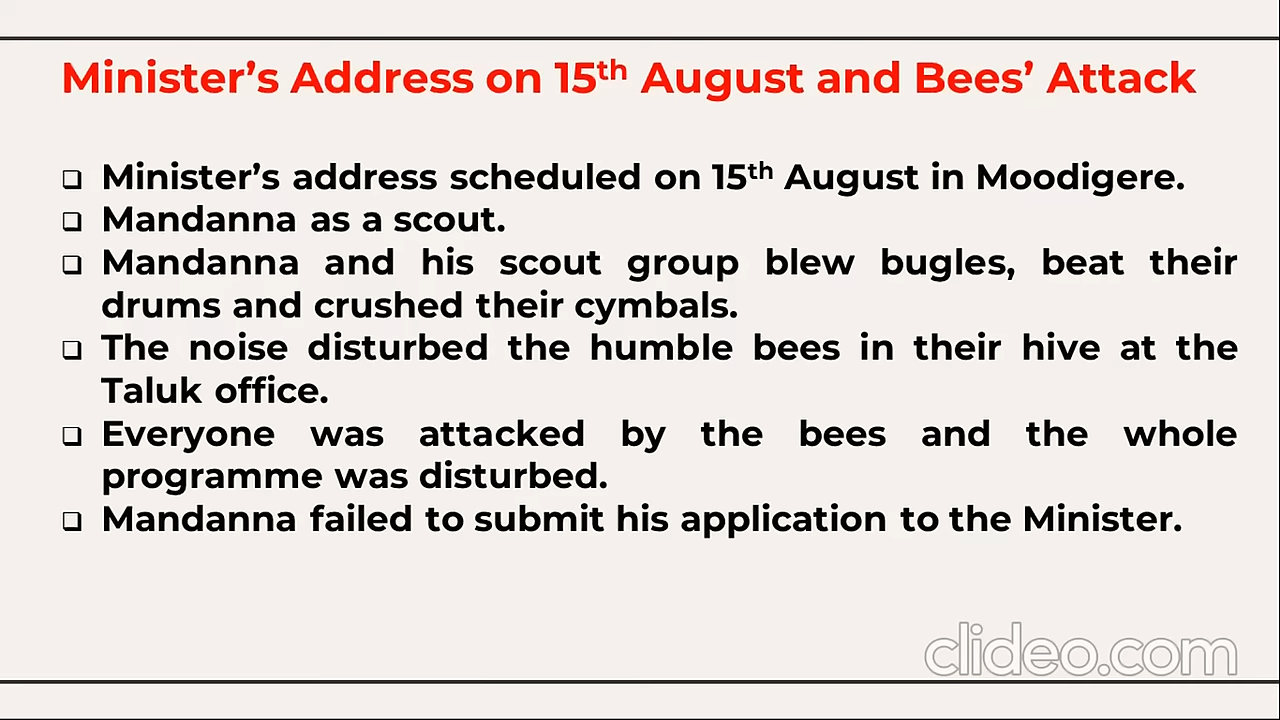 Minister’s Address on 15th August and Bees’ Attack
❑ Minister’s address scheduled on 15th August in Moodigere.
❑ Mandanna as a scout.
❑ Mandanna and his scout group blew bugles, beat their
drums and crushed their cymbals.
❑ The noise disturbed the humble bees in their hive at the
Taluk office.
❑ Everyone was attacked by the bees and the whole
programme was disturbed.
❑ Mandanna failed to submit his application to the Minister.
clideo.com